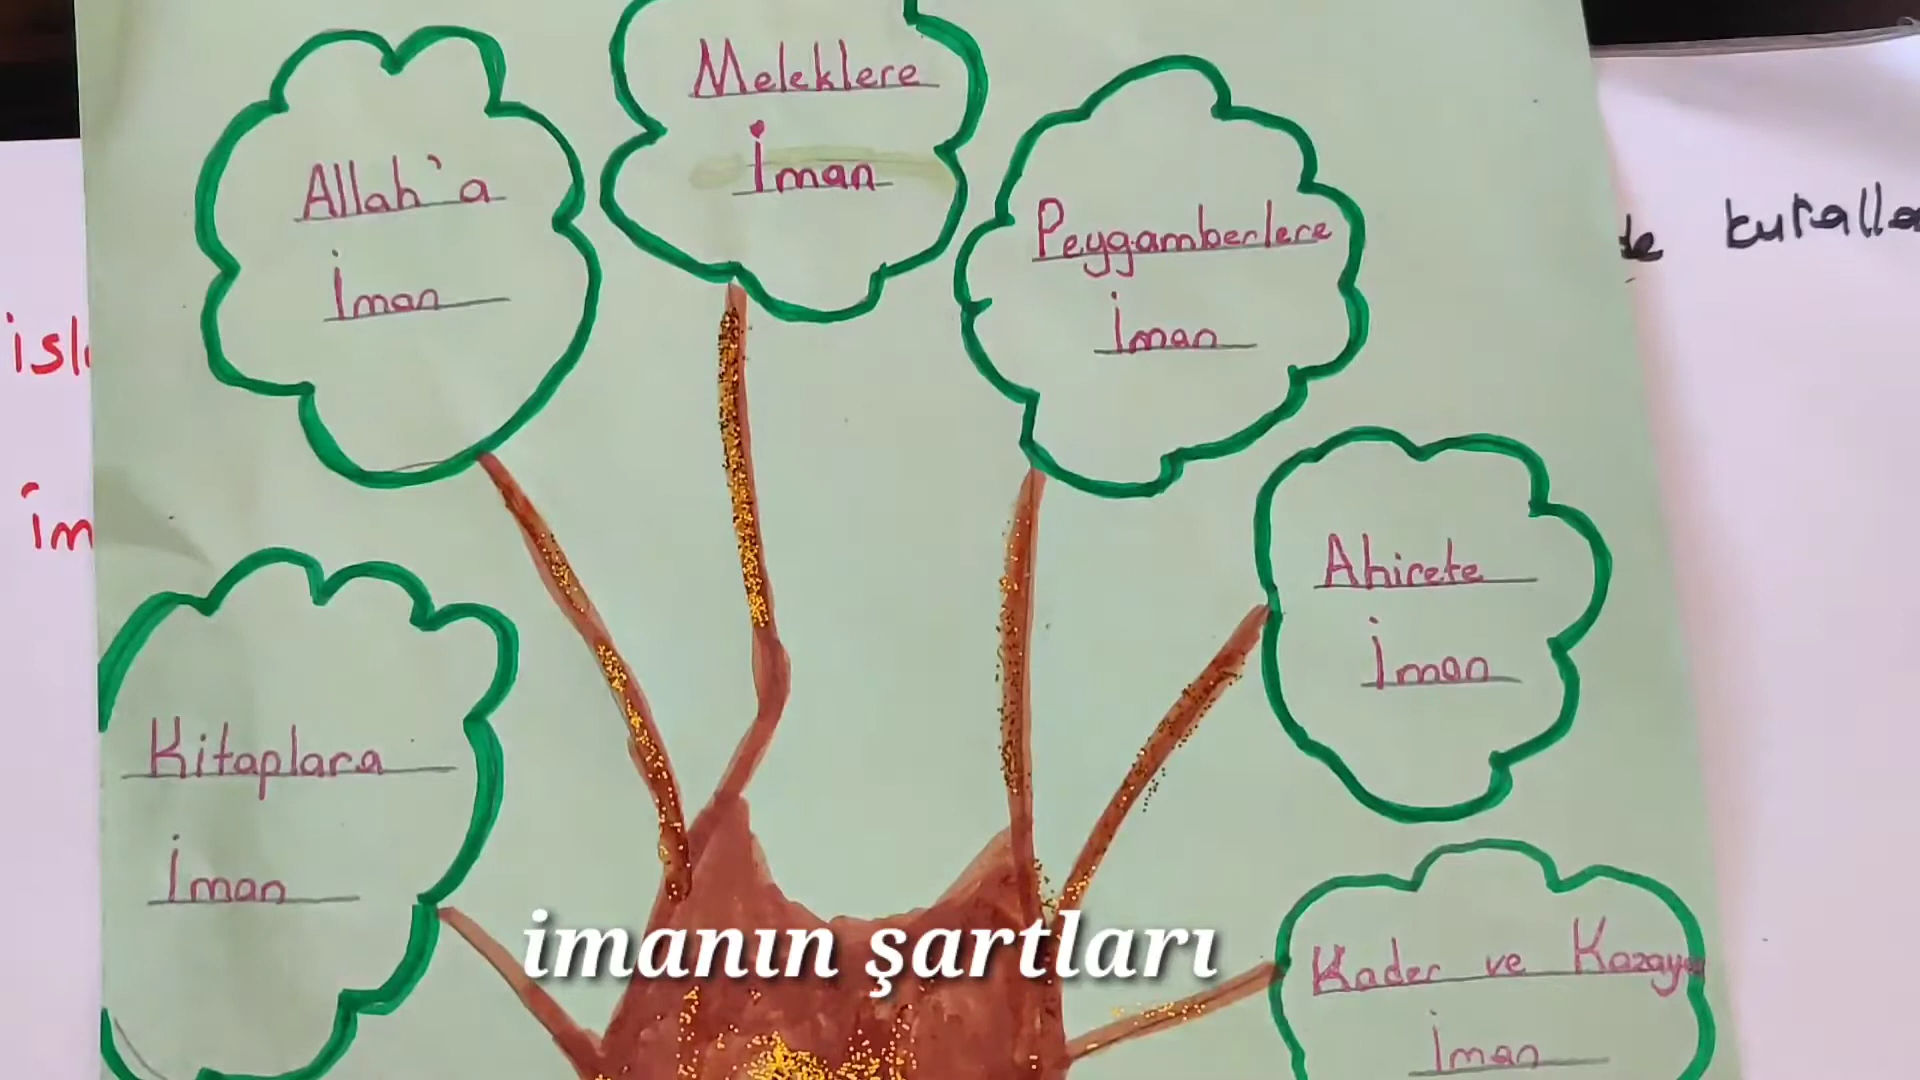 Meleklere
İman
Allah'a
İman
Peygamberlere
İman
kuralla
isl
Ahirete
İman
im
Kitaplara
İman
imanın şartları
Kader ve Kazaya
İman